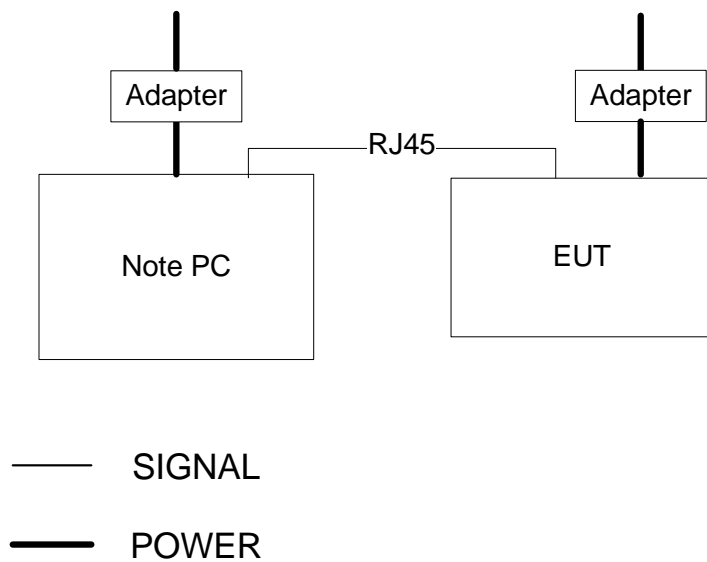 Adapter
Adapter
RJ45
Note PC
EUT
SIGNAL
POWER